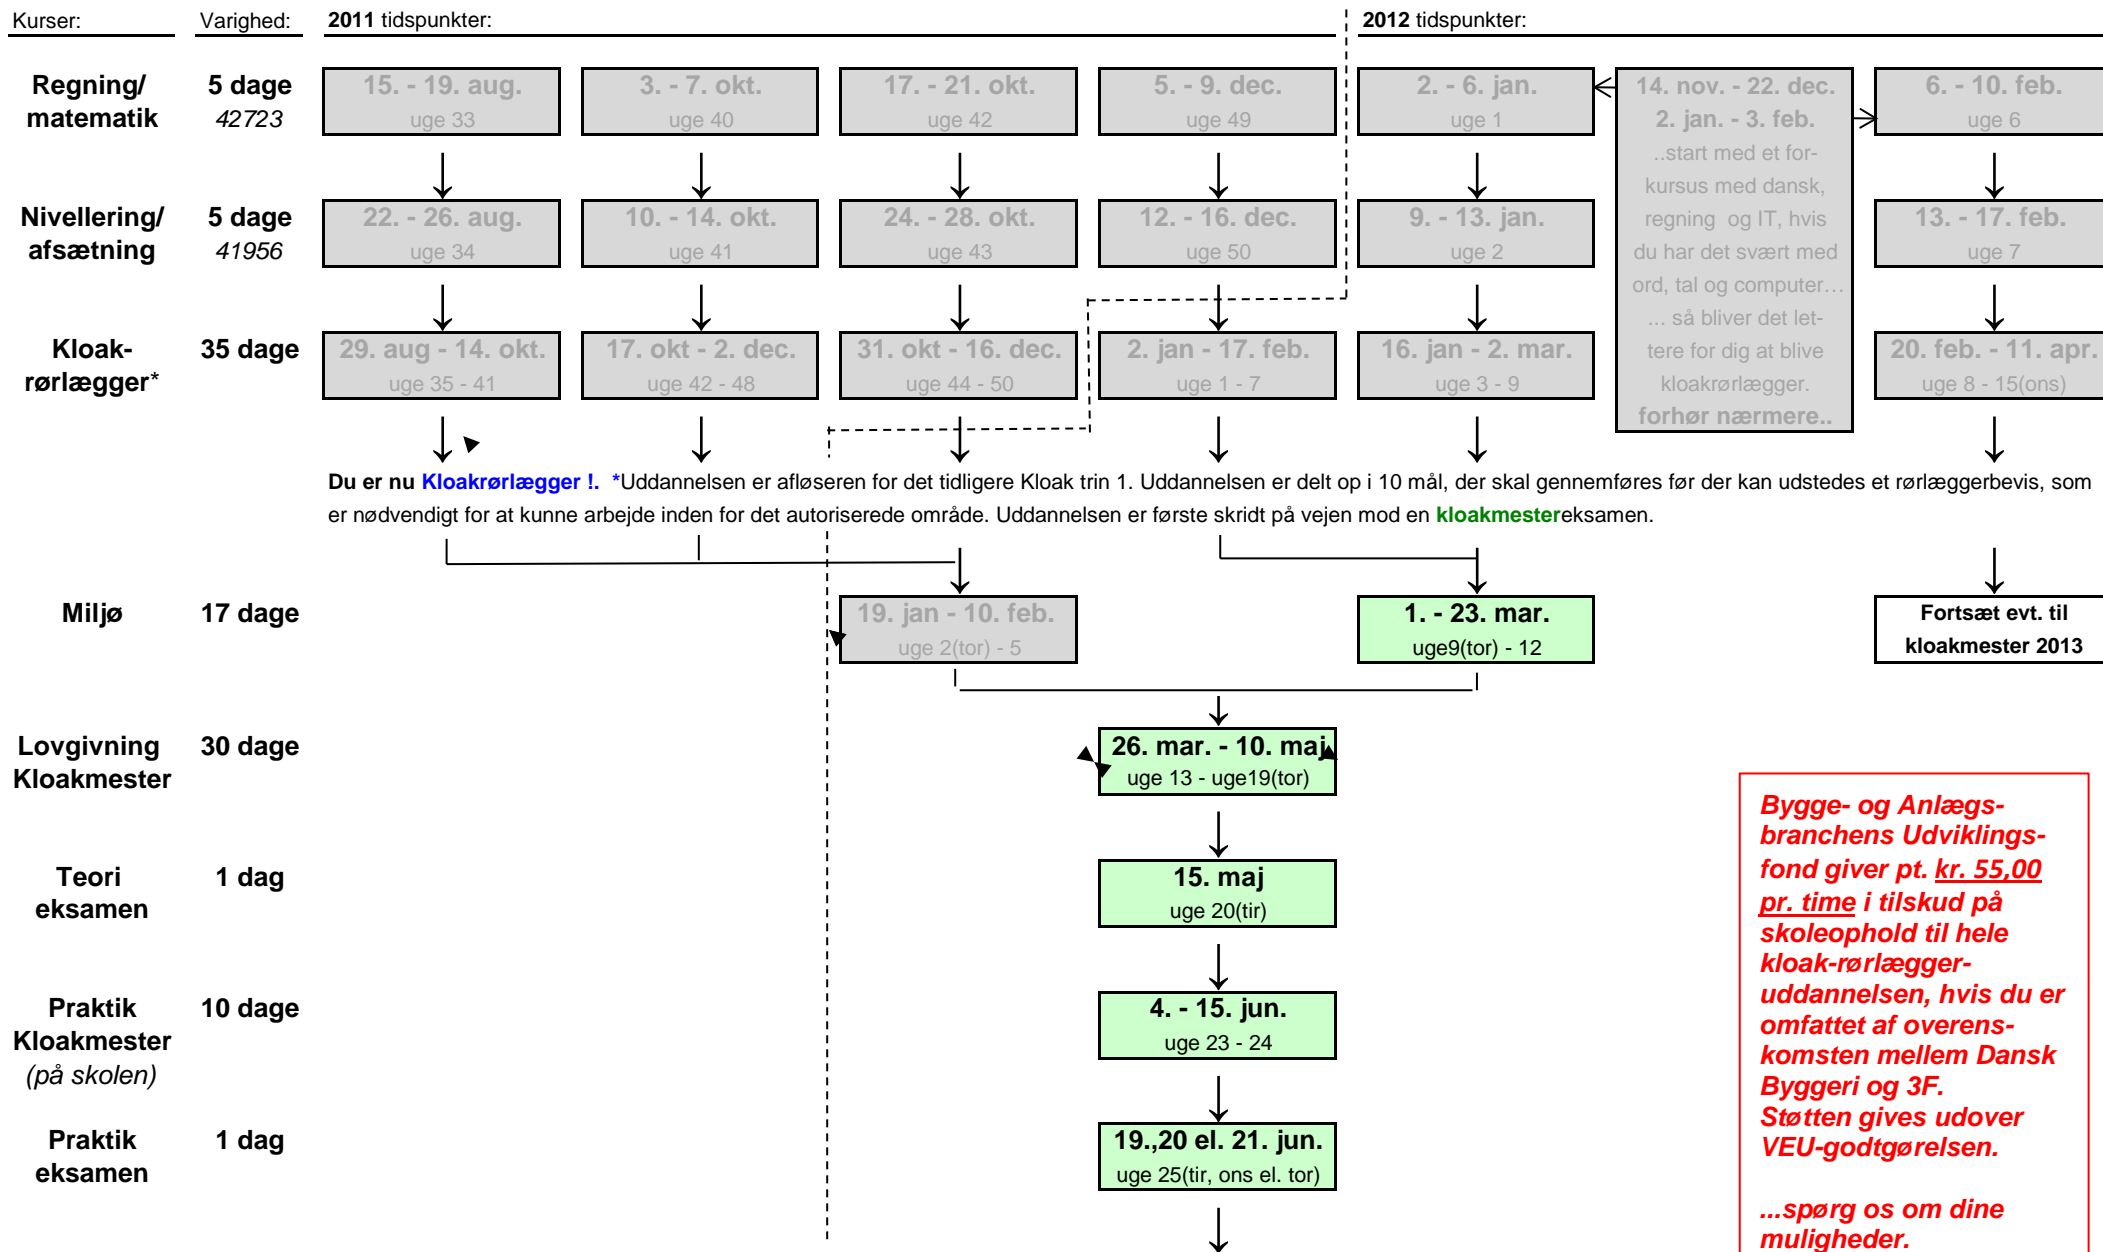 Kurser: Varighed: 2011 tidspunkter: 2012 tidspunkter:
Regning/ matematik
5 dage
42723
15. - 19. aug.
uge 33
3. - 7. okt.
uge 40
17. - 21. okt.
uge 42
5. - 9. dec.
uge 49
2. - 6. jan.
uge 1
14. nov. - 22. dec.
2. jan. - 3. feb.
..start med et for-
kursus med dansk,
regning og IT, hvis
du har det svært med
ord, tal og computer…
... så bliver det let-
tere for dig at blive
kloakrørlægger.
forhør nærmere..
6. - 10. feb.
uge 6
Nivellering/
afsætning
5 dage
41956
22. - 26. aug.
uge 34
10. - 14. okt.
uge 41
24. - 28. okt.
uge 43
12. - 16. dec.
uge 50
9. - 13. jan.
uge 2
13. - 17. feb.
uge 7
Kloak-
rørlægger*
35 dage
29. aug - 14. okt.
uge 35 - 41
17. okt - 2. dec.
uge 42 - 48
31. okt - 16. dec.
uge 44 - 50
2. jan - 17. feb.
uge 1 - 7
16. jan - 2. mar.
uge 3 - 9
20. feb. - 11. apr.
uge 8 - 15(ons)
Du er nu Kloakrørlægger !. *Uddannelsen er afløseren for det tidligere Kloak trin 1. Uddannelsen er delt op i 10 mål, der skal gennemføres før der kan udstedes et rørlæggerbevis, som
er nødvendigt for at kunne arbejde inden for det autoriserede område. Uddannelsen er første skridt på vejen mod en kloakmestereksamen.
Miljø
17 dage
19. jan - 10. feb.
uge 2(tor) - 5
1. - 23. mar.
uge9(tor) - 12
Fortsæt evt. til
kloakmester 2013
Lovgivning
Kloakmester
30 dage
26. mar. - 10. maj
uge 13 - uge19(tor)
Teori
eksamen
1 dag
15. maj
uge 20(tir)
Praktik
Kloakmester
(på skolen)
10 dage
4. - 15. jun.
uge 23 - 24
Praktik
eksamen
1 dag
19.,20 el. 21. jun.
uge 25(tir, ons el. tor)
Bygge- og Anlægs-
branchens Udviklings-
fond giver pt. kr. 55,00
pr. time i tilskud på
skoleophold til hele
kloak-rørlægger-
uddannelsen, hvis du er
omfattet af overens-
komsten mellem Dansk
Byggeri og 3F.
Støtten gives udover
VEU-godtgørelsen.
...spørg os om dine
muligheder.